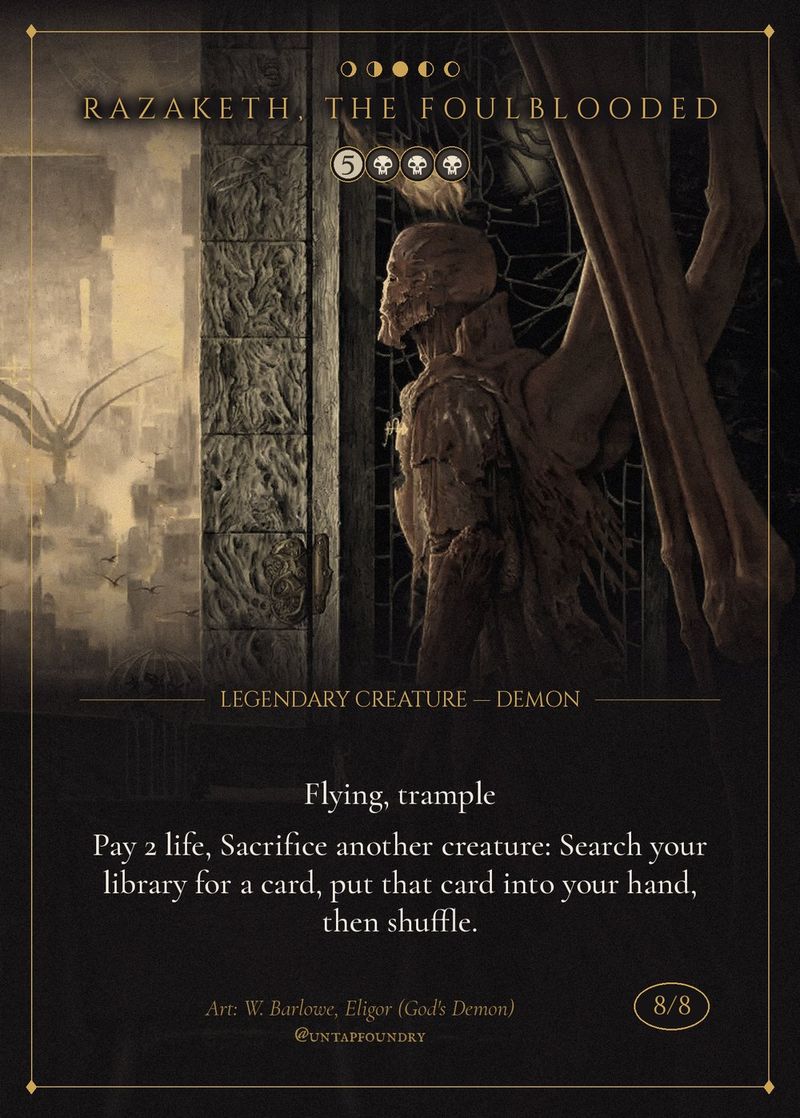 RAZAKETH, THE FOULBLOODED
5
LEGENDARY CREATURE — DEMON
Flying, trample
Pay 2 life, Sacrifice another creature: Search your
library for a card, put that card into your hand,
then shuffle.
Art: W. Barlowe, Eligor (God's Demon)
8/8
@UNTAPFOUNDRY